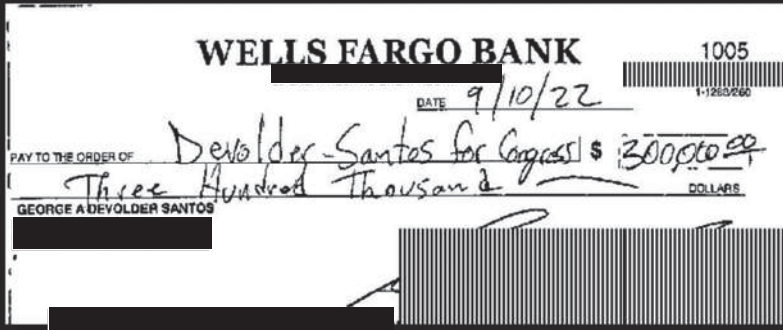 WELLS FARGO BANK
1005
1-1283/260
DATE 9/10/22
PAY TO THE ORDER OF Devolder-Santos for Congress $ 300,000 00
Three Hundred Thousand DOLLARS
GEORGE A DEVOLDER SANTOS